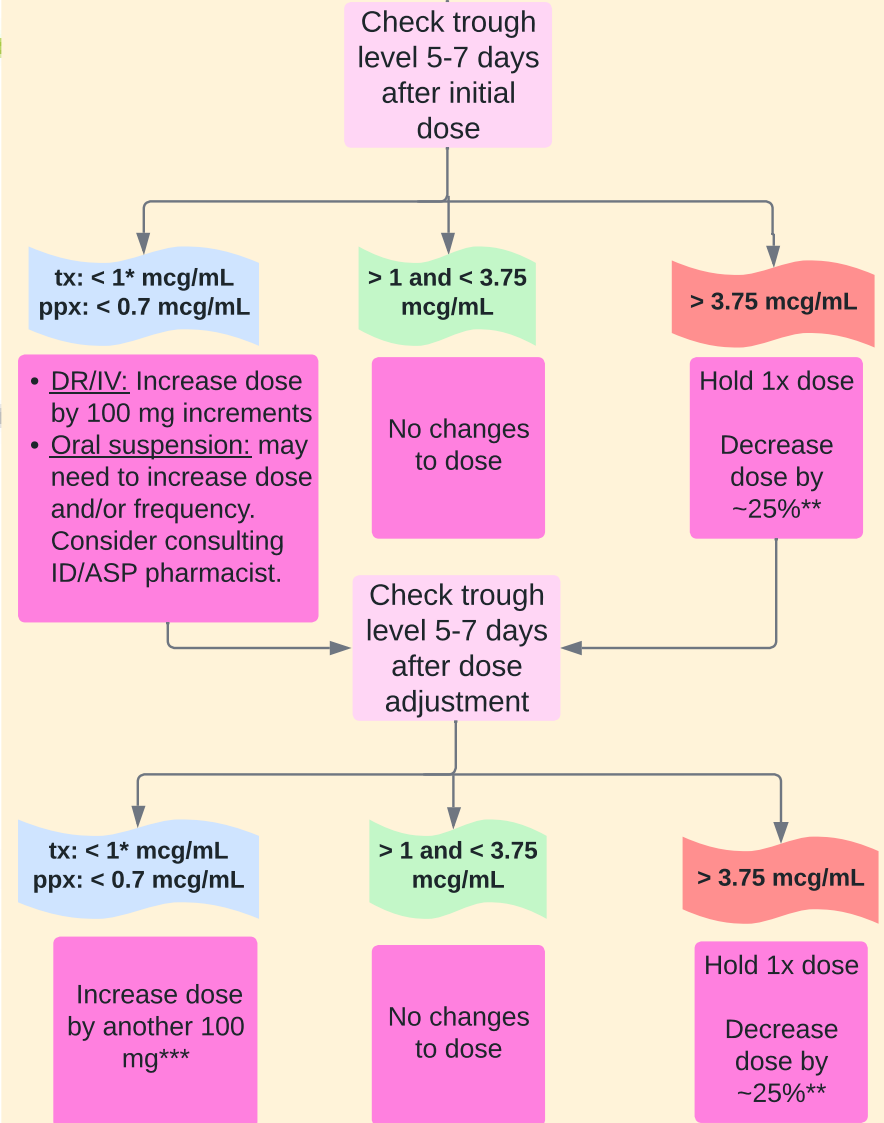 Check trough
level 5-7 days
after initial
dose
tx: < 1* mcg/mL
ppx: < 0.7 mcg/mL
> 1 and < 3.75
mcg/mL
> 3.75 mcg/mL
• DR/IV: Increase dose
by 100 mg increments
• Oral suspension: may
need to increase dose
and/or frequency.
Consider consulting
ID/ASP pharmacist.
No changes
to dose
Hold 1x dose
Decrease
dose by
~25%**
Check trough
level 5-7 days
after dose
adjustment
tx: < 1* mcg/mL
ppx: < 0.7 mcg/mL
> 1 and < 3.75
mcg/mL
> 3.75 mcg/mL
Increase dose
by another 100
mg***
No changes
to dose
Hold 1x dose
Decrease
dose by
~25%**